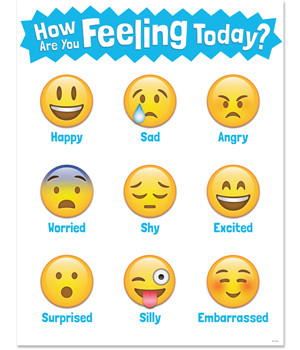 How Are You Feeling Today?
Happy Sad Angry
Worried Shy Excited
Surprised Silly Embarrassed